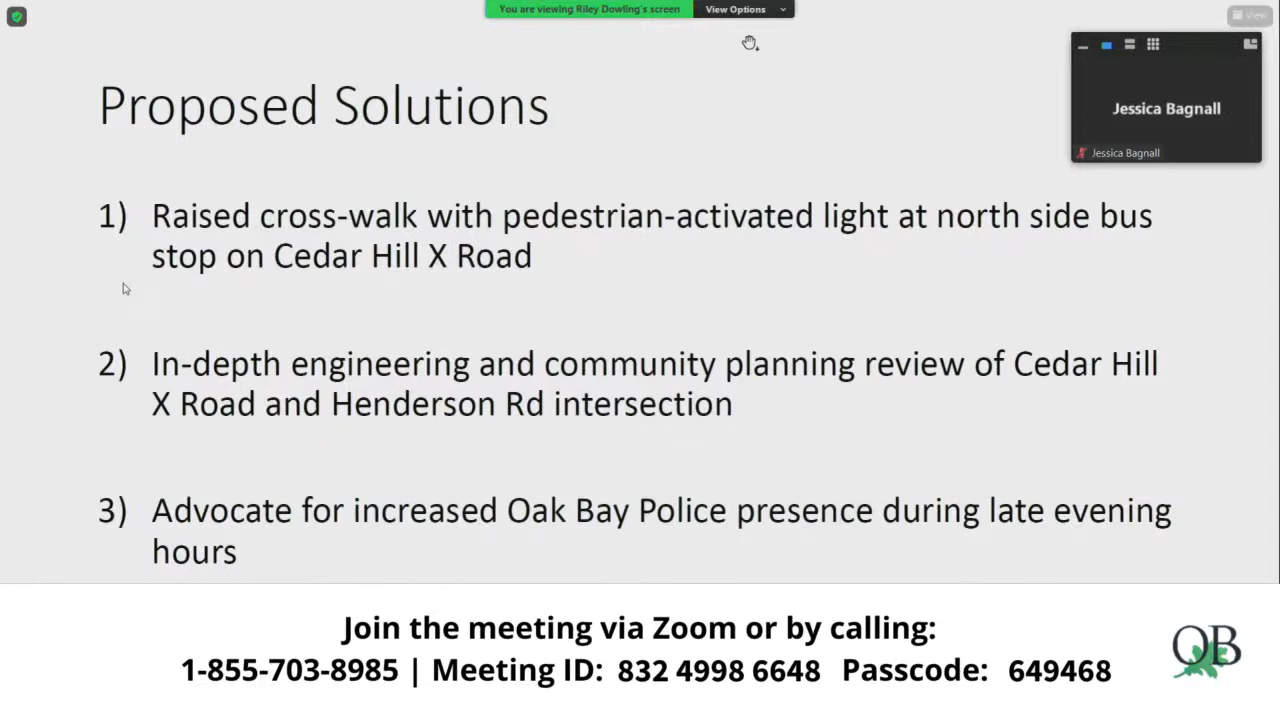 You are viewing Riley Dowling's screen
View Options
View
Jessica Bagnall
Jessica Bagnall
Proposed Solutions
1) Raised cross-walk with pedestrian-activated light at north side bus
stop on Cedar Hill X Road
2) In-depth engineering and community planning review of Cedar Hill
X Road and Henderson Rd intersection
3) Advocate for increased Oak Bay Police presence during late evening
hours
Join the meeting via Zoom or by calling:
1-855-703-8985 | Meeting ID: 832 4998 6648 Passcode: 649468
OB